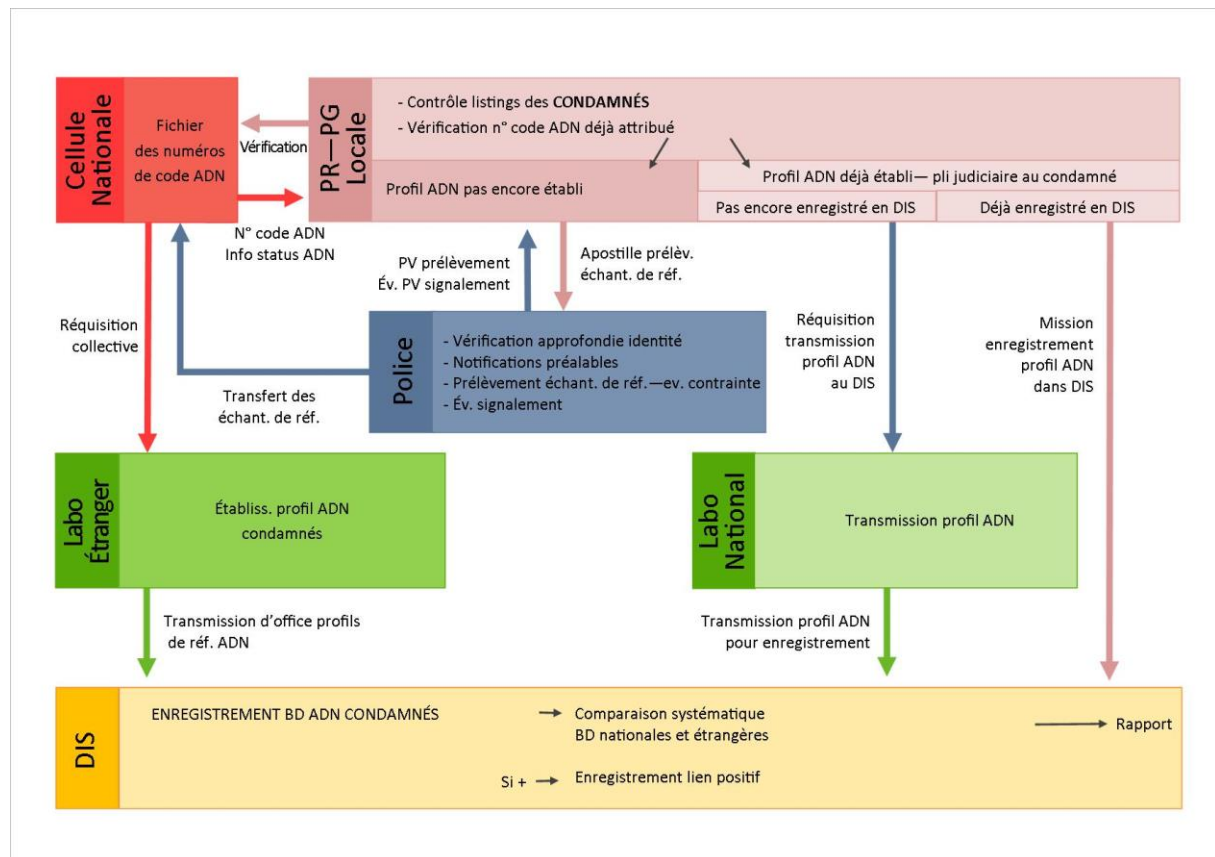 Cellule
Nationale
Fichier
des numéros
de code ADN
Vérification
N° code ADN
Info status ADN
PR—PG
Locale
- Contrôle listings des CONDAMNÉS
- Vérification n° code ADN déjà attribué
Profil ADN pas encore établi
Profil ADN déjà établi— pli judiciaire au condamné
Pas encore enregistré en DIS
Déjà enregistré en DIS
PV prélèvement
Év. PV signalement
Apostille prélèv.
échant. de réf.
Réquisition
collective
Transfert des
échant. de réf.
Police
- Vérification approfondie identité
- Notifications préalables
- Prélèvement échant. de réf.—ev. contrainte
- Év. signalement
Réquisition
transmission
profil ADN
au DIS
Mission
enregistrement
profil ADN
dans DIS
Labo
Étranger
Établiss. profil ADN
condamnés
Labo
National
Transmission profil ADN
Transmission d'office profils
de réf. ADN
Transmission profil ADN
pour enregistrement
DIS
ENREGISTREMENT BD ADN CONDAMNÉS
Comparaison systématique
BD nationales et étrangères
Rapport
Si +
Enregistrement lien positif